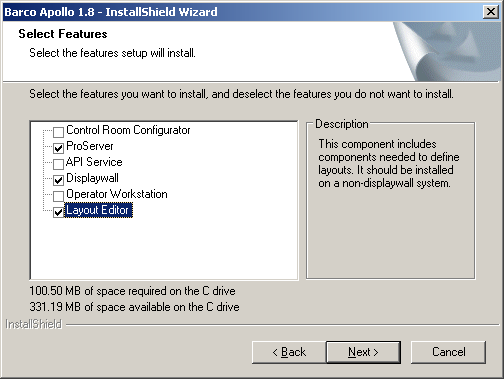 Barco Apollo 1.8 - InstallShield Wizard
Select Features
Select the features setup will install.
Select the features you want to install, and deselect the features you do not want to install.
Control Room Configurator
ProServer
API Service
Displaywall
Operator Workstation
Layout Editor
Description
This component includes
components needed to define
layouts. It should be installed
on a non-displaywall system.
100.50 MB of space required on the C drive
331.19 MB of space available on the C drive
InstallShield
< Back
Next >
Cancel